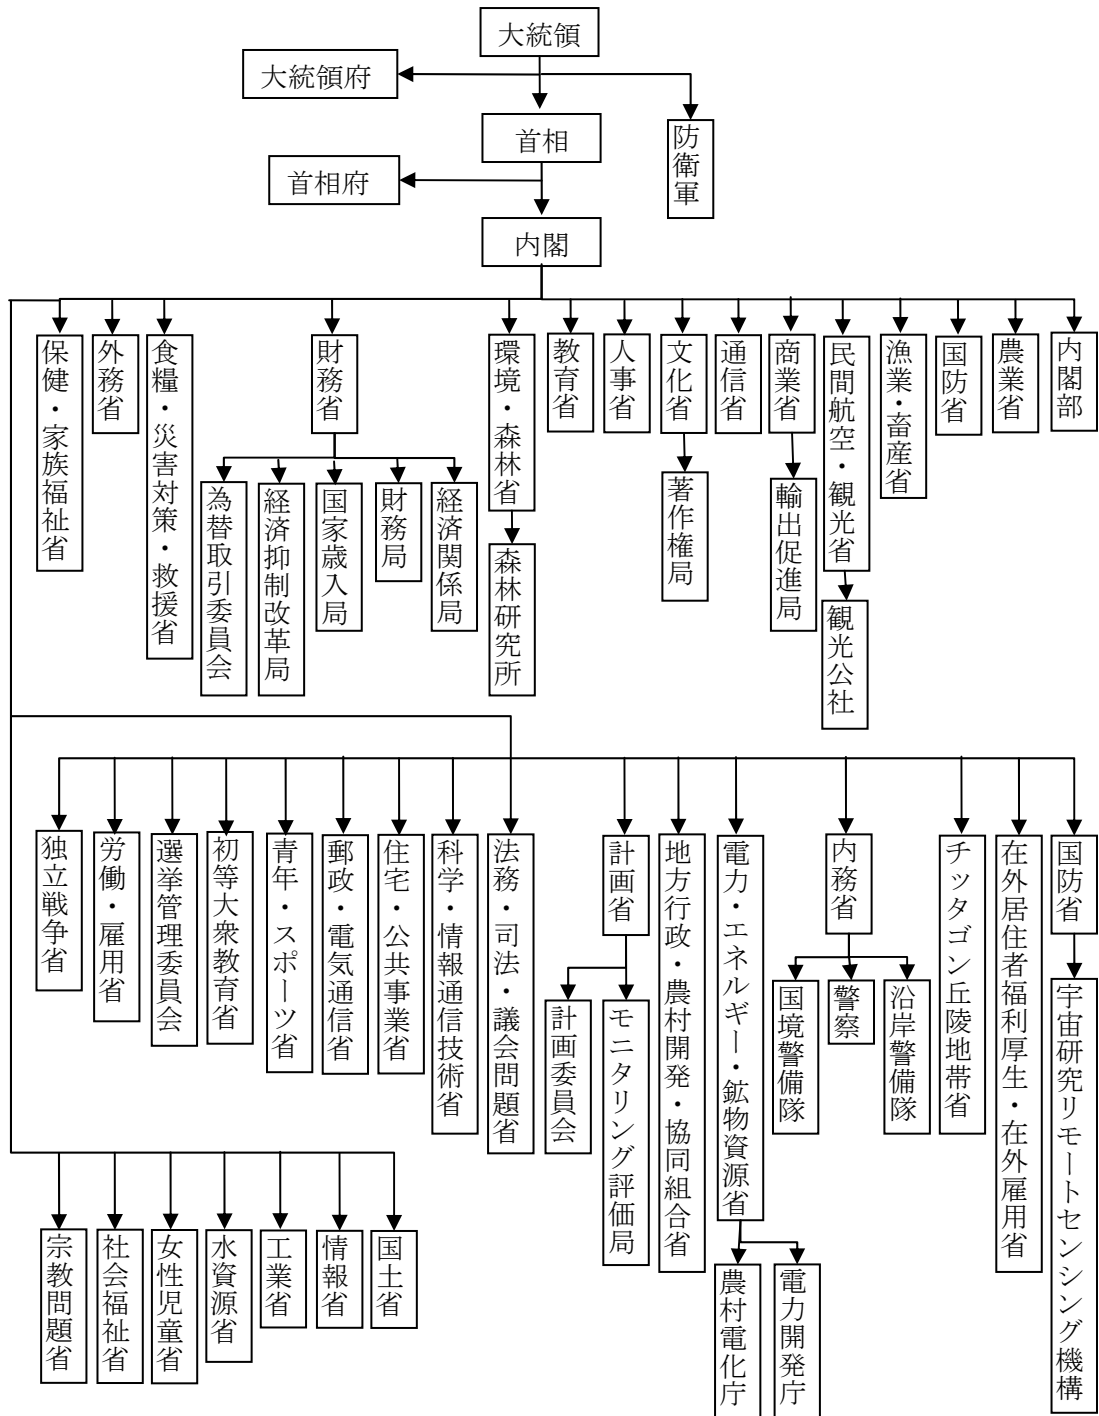 大統領
大統領府
首相
防衛軍
首相府
内閣
保健・家族福祉省
外務省
食糧・災害対策・救援省
財務省
環境・森林省
教育省
人事省
文化省
通信省
商業省
民間航空・観光省
漁業・畜産省
国防省
農業省
内閣部
為替取引委員会
経済抑制改革局
国家歳入局
財務局
経済関係局
森林研究所
著作権局
輸出促進局
観光公社
独立戦争省
労働・雇用省
選挙管理委員会
初等大衆教育省
青年・スポーツ省
郵政・電気通信省
住宅・公共事業省
科学・情報通信技術省
法務・司法・議会問題省
計画省
地方行政・農村開発・協同組合省
電力・エネルギー・鉱物資源省
内務省
チッタゴン丘陵地帯省
在外居住者福利厚生・在外雇用省
国防省
計画委員会
モニタリング評価局
国境警備隊
警察
沿岸警備隊
宇宙研究リモートセンシング機構
宗教問題省
社会福祉省
女性児童省
水資源省
工業省
情報省
国土省
農村電化庁
電力開発庁